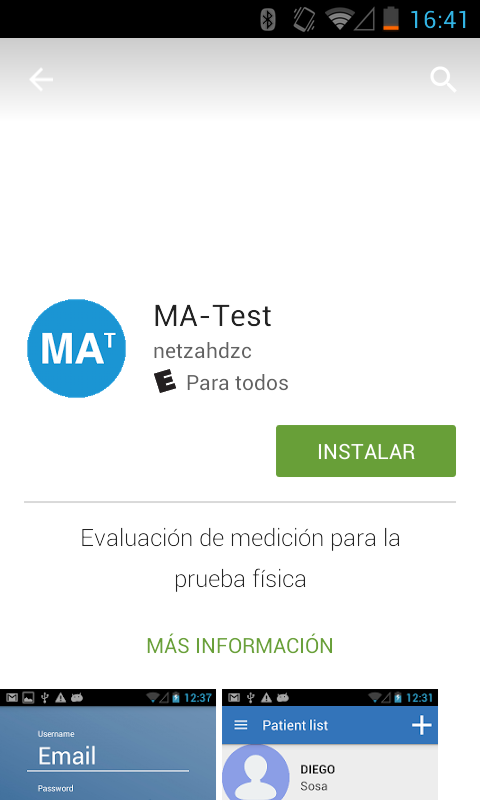 16:41
MA-Test
MAT
netzahdzc
E Para todos
INSTALAR
Evaluación de medición para la
prueba física
MÁS INFORMACIÓN
12:37
Username
Email
Password
12:31
Patient list
DIEGO
Sosa